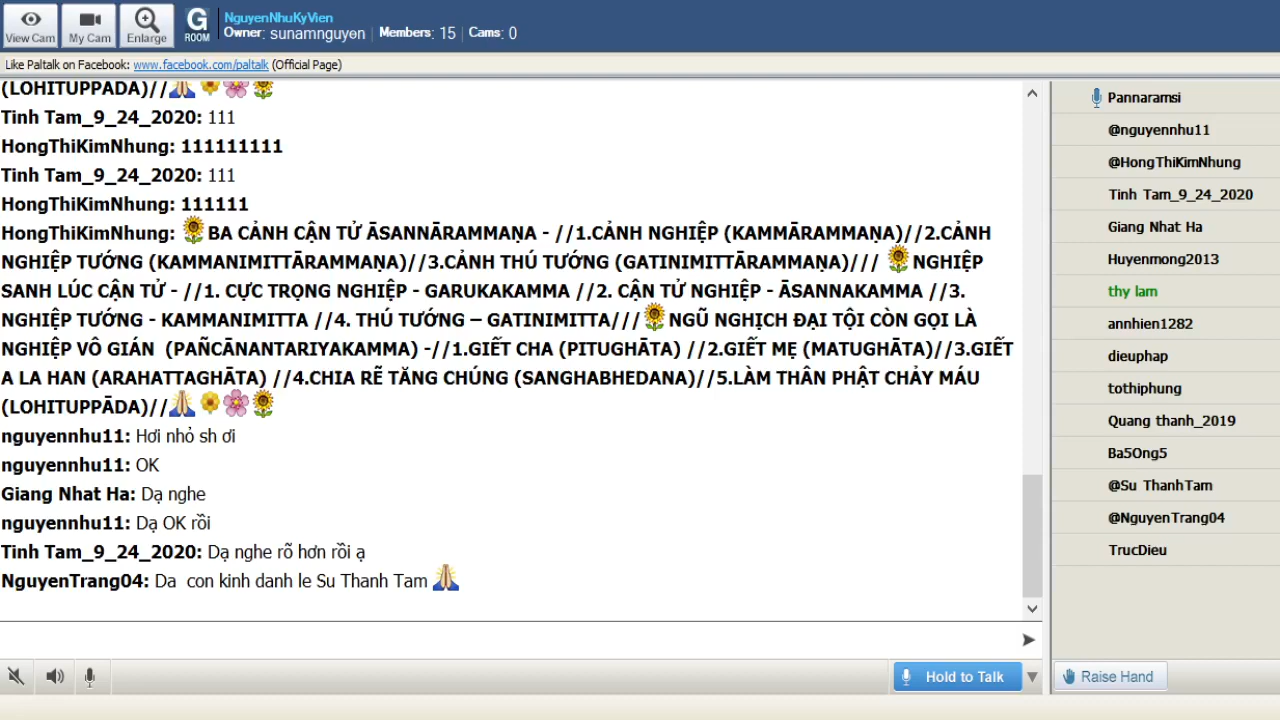 View Cam
My Cam
Enlarge
G
ROOM
NguyenNhuKyVien
Owner: sunamnguyen | Members: 15 | Cams: 0
Like Paltalk on Facebook: www.facebook.com/paltalk (Official Page)
(LOHITUPPADA)//🙏🌼🌸🌻
Tinh Tam_9_24_2020: 111
HongThiKimNhung: 111111111
Tinh Tam_9_24_2020: 111
HongThiKimNhung: 111111
HongThiKimNhung: 🌻BA CẢNH CẬN TỬ ĀSANNĀRAMMAṆA - //1.CẢNH NGHIỆP (KAMMĀRAMMAṆA)//2.CẢNH
NGHIỆP TƯỚNG (KAMMANIMITTĀRAMMAṆA)//3.CẢNH THÚ TƯỚNG (GATINIMITTĀRAMMAṆA)/// 🌻NGHIỆP
SANH LÚC CẬN TỬ - //1. CỰC TRỌNG NGHIỆP - GARUKAKAMMA //2. CẬN TỬ NGHIỆP - ĀSANNAKAMMA //3.
NGHIỆP TƯỚNG - KAMMANIMITTA //4. THÚ TƯỚNG – GATINIMITTA///🌻NGŨ NGHỊCH ĐẠI TỘI CÒN GỌI LÀ
NGHIỆP VÔ GIÁN (PAÑCĀNANTARIYAKAMMA) -//1.GIẾT CHA (PITUGHĀTA) //2.GIẾT MẸ (MATUGHĀTA)//3.GIẾT
A LA HAN (ARAHATTAGHĀTA) //4.CHIA RẼ TĂNG CHÚNG (SANGHABHEDANA)//5.LÀM THÂN PHẬT CHẢY MÁU
(LOHITUPPĀDA)//🙏🌼🌸🌻
nguyennhu11: Hơi nhỏ sh ơi
nguyennhu11: OK
Giang Nhat Ha: Dạ nghe
nguyennhu11: Dạ OK rồi
Tinh Tam_9_24_2020: Dạ nghe rõ hơn rồi ạ
NguyenTrang04: Da con kinh danh le Su Thanh Tam 🙏
Hold to Talk
Pannaramsi
@nguyennhu11
@HongThiKimNhung
Tinh Tam_9_24_2020
Giang Nhat Ha
Huyenmong2013
thy lam
annhien1282
dieuphap
tothiphung
Quang thanh_2019
Ba5Ong5
@Su ThanhTam
@NguyenTrang04
TrucDieu
Raise Hand